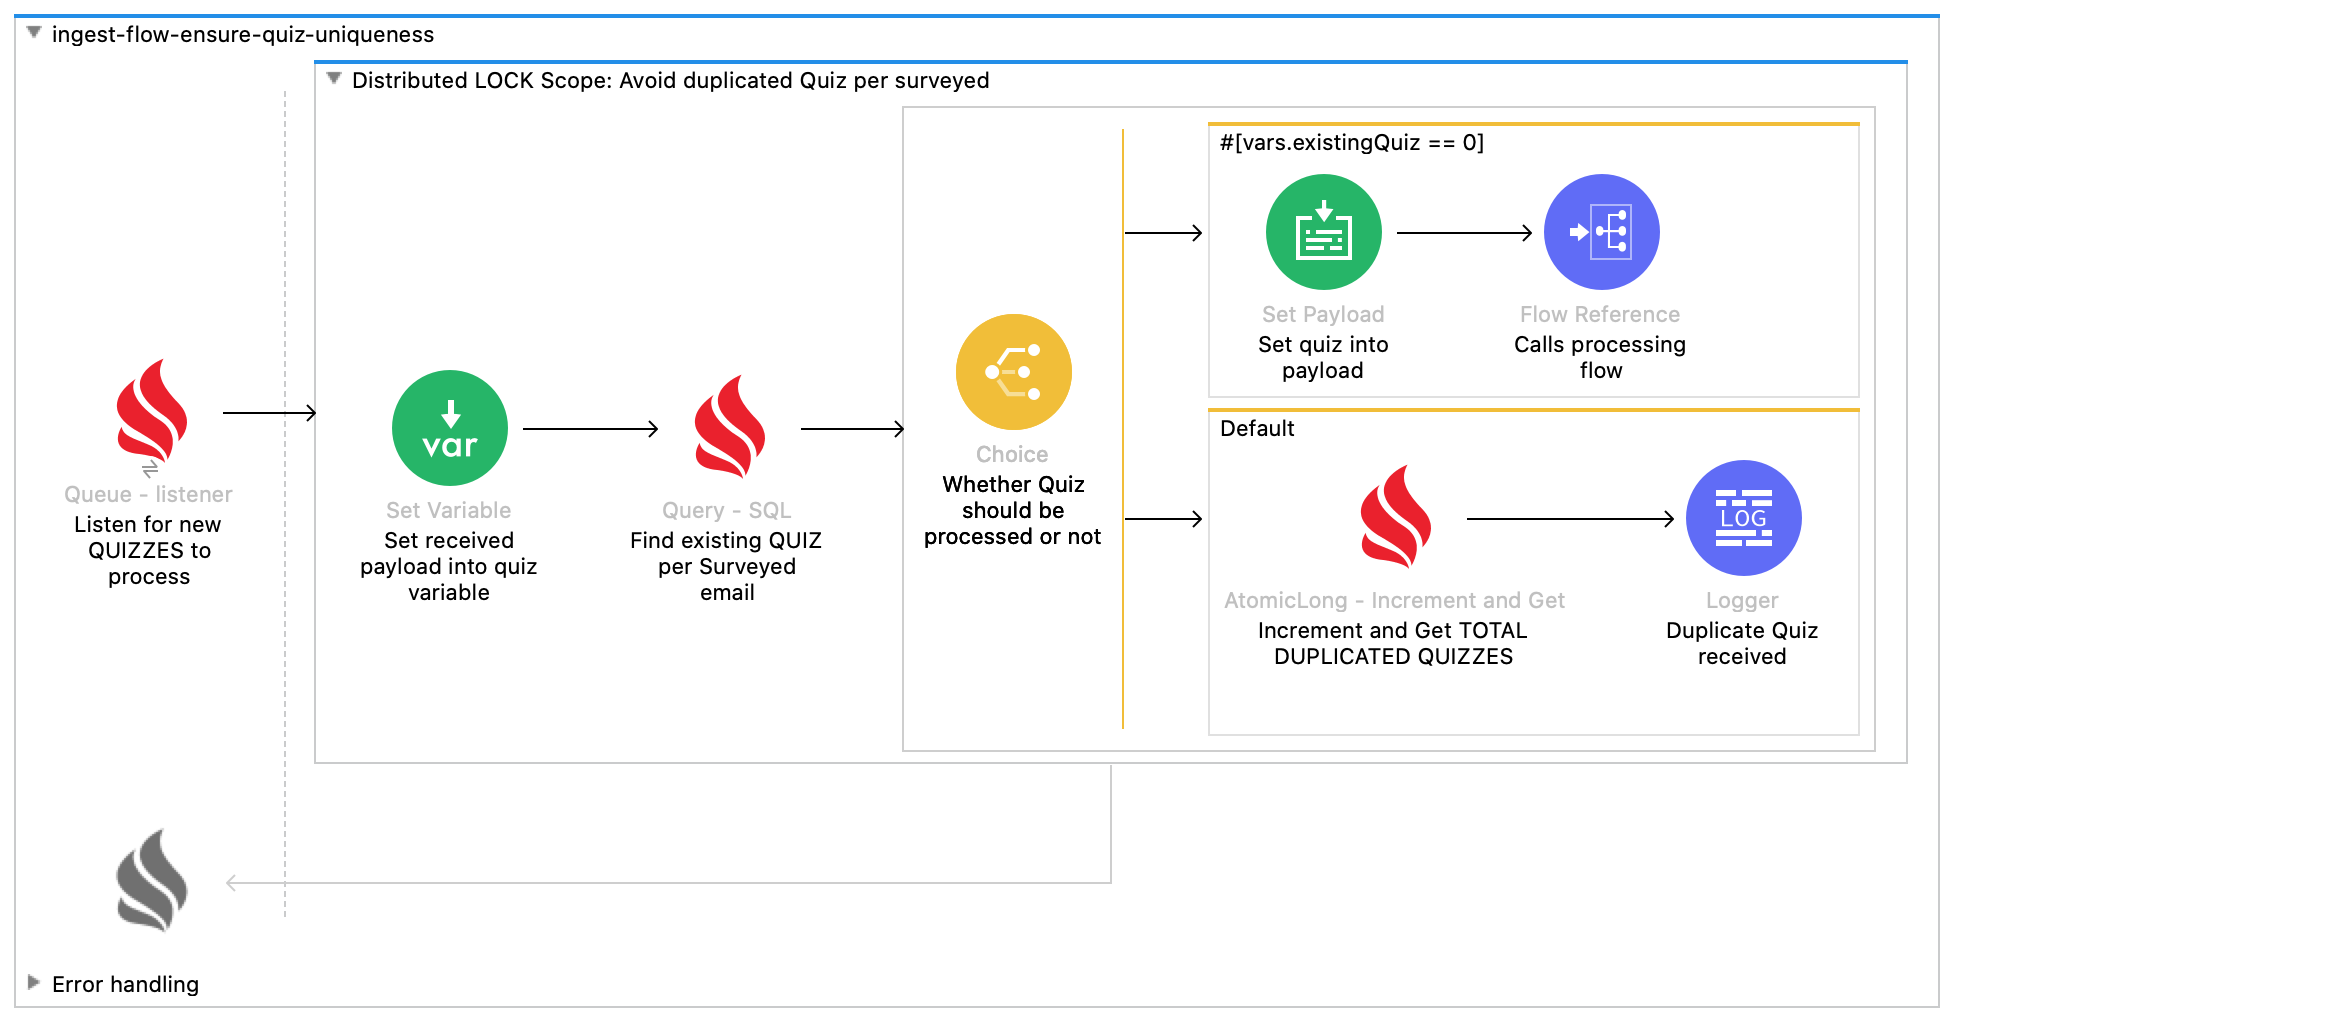 ingest-flow-ensure-quiz-uniqueness
Distributed LOCK Scope: Avoid duplicated Quiz per surveyed
Queue - listener
Listen for new
QUIZZES to
process
var
Set Variable
Set received
payload into quiz
variable
Query - SQL
Find existing QUIZ
per Surveyed
email
Choice
Whether Quiz
should be
processed or not
#[vars.existingQuiz == 0]
Set Payload
Set quiz into
payload
Flow Reference
Calls processing
flow
Default
AtomicLong - Increment and Get
Increment and Get TOTAL
DUPLICATED QUIZZES
LOG
Logger
Duplicate Quiz
received
Error handling